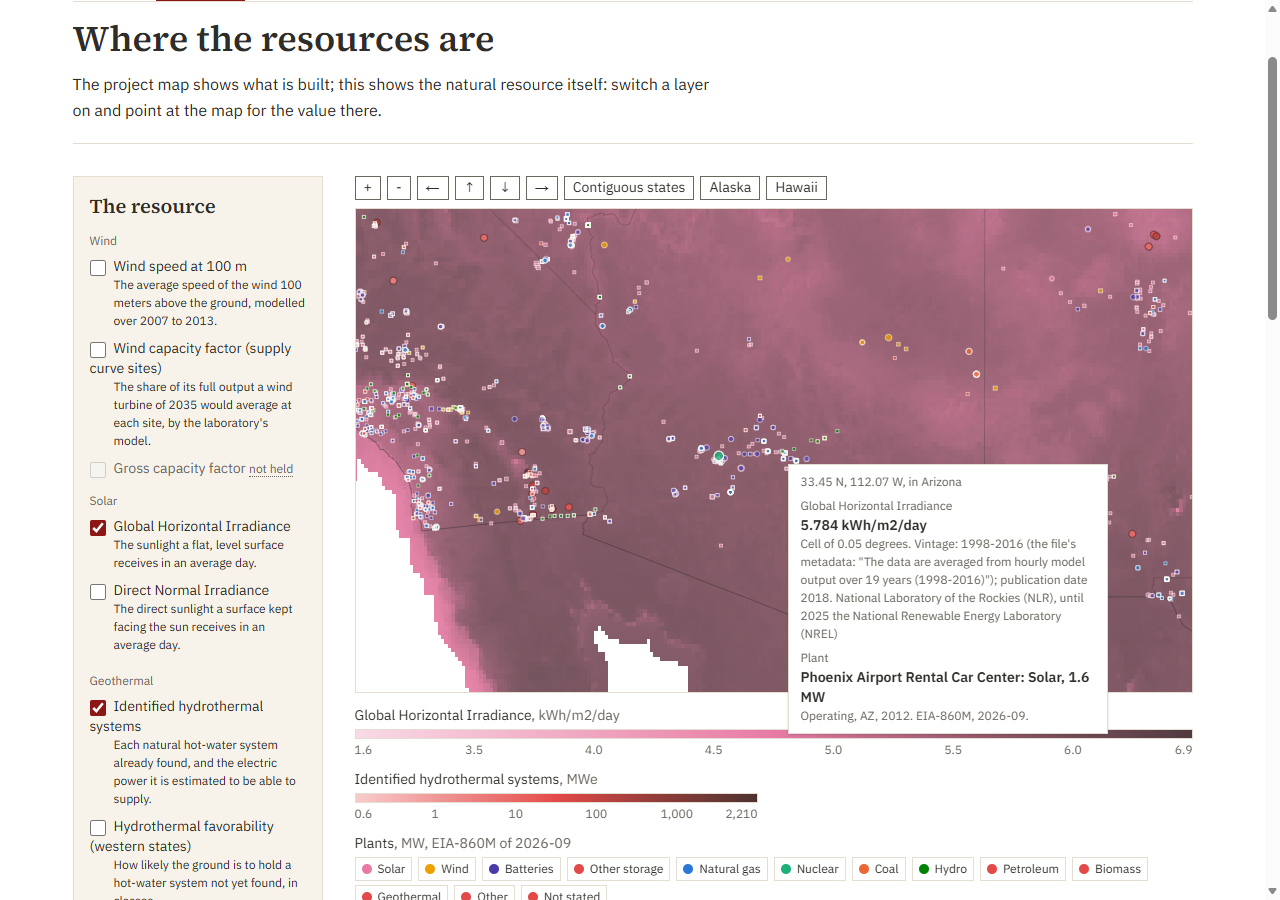 Where the resources are
The project map shows what is built; this shows the natural resource itself: switch a layer
on and point at the map for the value there.
The resource
Wind
Wind speed at 100 m
The average speed of the wind 100
meters above the ground, modelled
over 2007 to 2013.
Wind capacity factor (supply
curve sites)
The share of its full output a wind
turbine of 2035 would average at
each site, by the laboratory's
model.
Gross capacity factor not held
Solar
Global Horizontal Irradiance
The sunlight a flat, level surface
receives in an average day.
Direct Normal Irradiance
The direct sunlight a surface kept
facing the sun receives in an
average day.
Geothermal
Identified hydrothermal
systems
Each natural hot-water system
already found, and the electric
power it is estimated to be able to
supply.
Hydrothermal favorability
(western states)
How likely the ground is to hold a
hot-water system not yet found, in
+ - ← ↑ ↓ → Contiguous states Alaska Hawaii
33.45 N, 112.07 W, in Arizona
Global Horizontal Irradiance
5.784 kWh/m2/day
Cell of 0.05 degrees. Vintage: 1998-2016 (the file's
metadata: "The data are averaged from hourly model
output over 19 years (1998-2016)"); publication date
2018. National Laboratory of the Rockies (NLR), until
2025 the National Renewable Energy Laboratory
(NREL)
Plant
Phoenix Airport Rental Car Center: Solar, 1.6
MW
Operating, AZ, 2012. EIA-860M, 2026-09.
Global Horizontal Irradiance, kWh/m2/day
1.6 3.5 4.0 4.5 5.0 5.5 6.0 6.9
Identified hydrothermal systems, MWe
0.6 1 10 100 1,000 2,210
Plants, MW, EIA-860M of 2026-09
Solar Wind Batteries Other storage Natural gas Nuclear Coal Hydro Petroleum Biomass
Geothermal Other Not stated